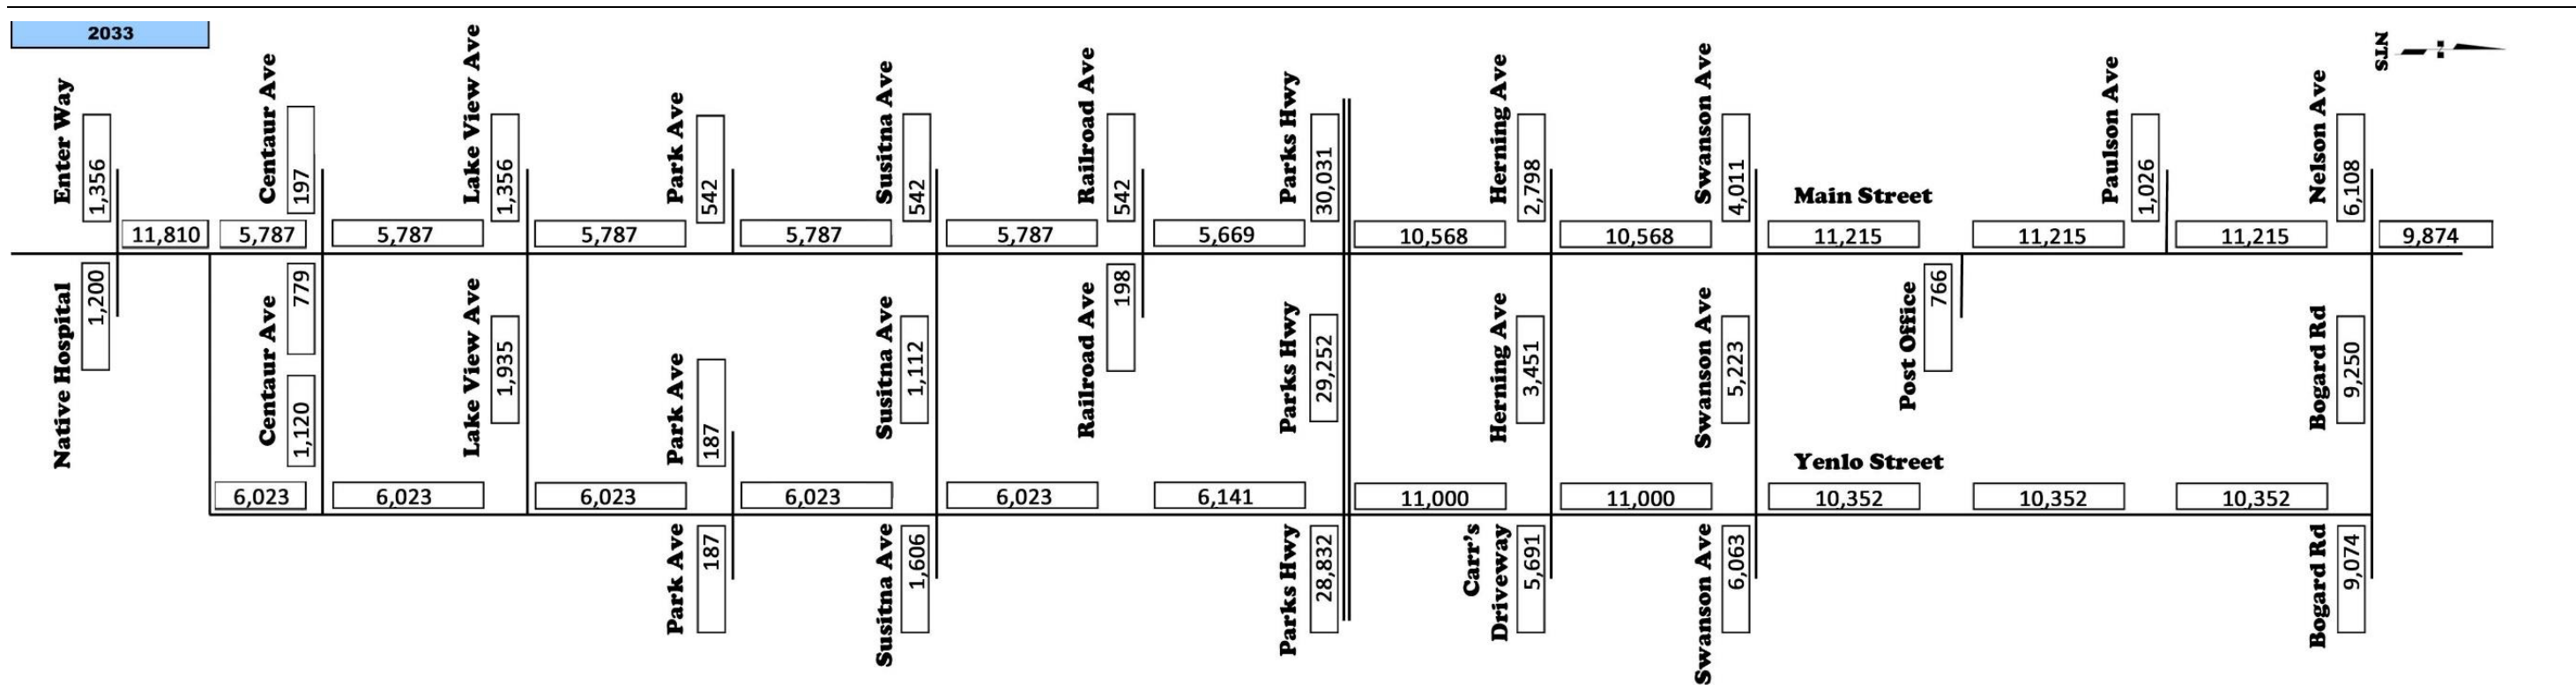 2033
NTS
Enter Way
1,356
Centaur Ave
197
Lake View Ave
1,356
Park Ave
542
Susitna Ave
542
Railroad Ave
542
Parks Hwy
30,031
Herning Ave
2,798
Swanson Ave
4,011
Main Street
Paulson Ave
1,026
Nelson Ave
6,108
11,810
5,787
5,787
5,787
5,787
5,787
5,669
10,568
10,568
11,215
11,215
11,215
9,874
Native Hospital
1,200
Centaur Ave
779
1,120
Lake View Ave
1,935
Park Ave
187
Susitna Ave
1,112
Railroad Ave
198
Parks Hwy
29,252
Herning Ave
3,451
Swanson Ave
5,223
Post Office
766
Bogard Rd
9,250
Yenlo Street
6,023
6,023
6,023
6,023
6,023
6,141
11,000
11,000
10,352
10,352
10,352
Park Ave
187
Susitna Ave
1,606
Parks Hwy
28,832
Carr's
Driveway
5,691
Swanson Ave
6,063
Bogard Rd
9,074